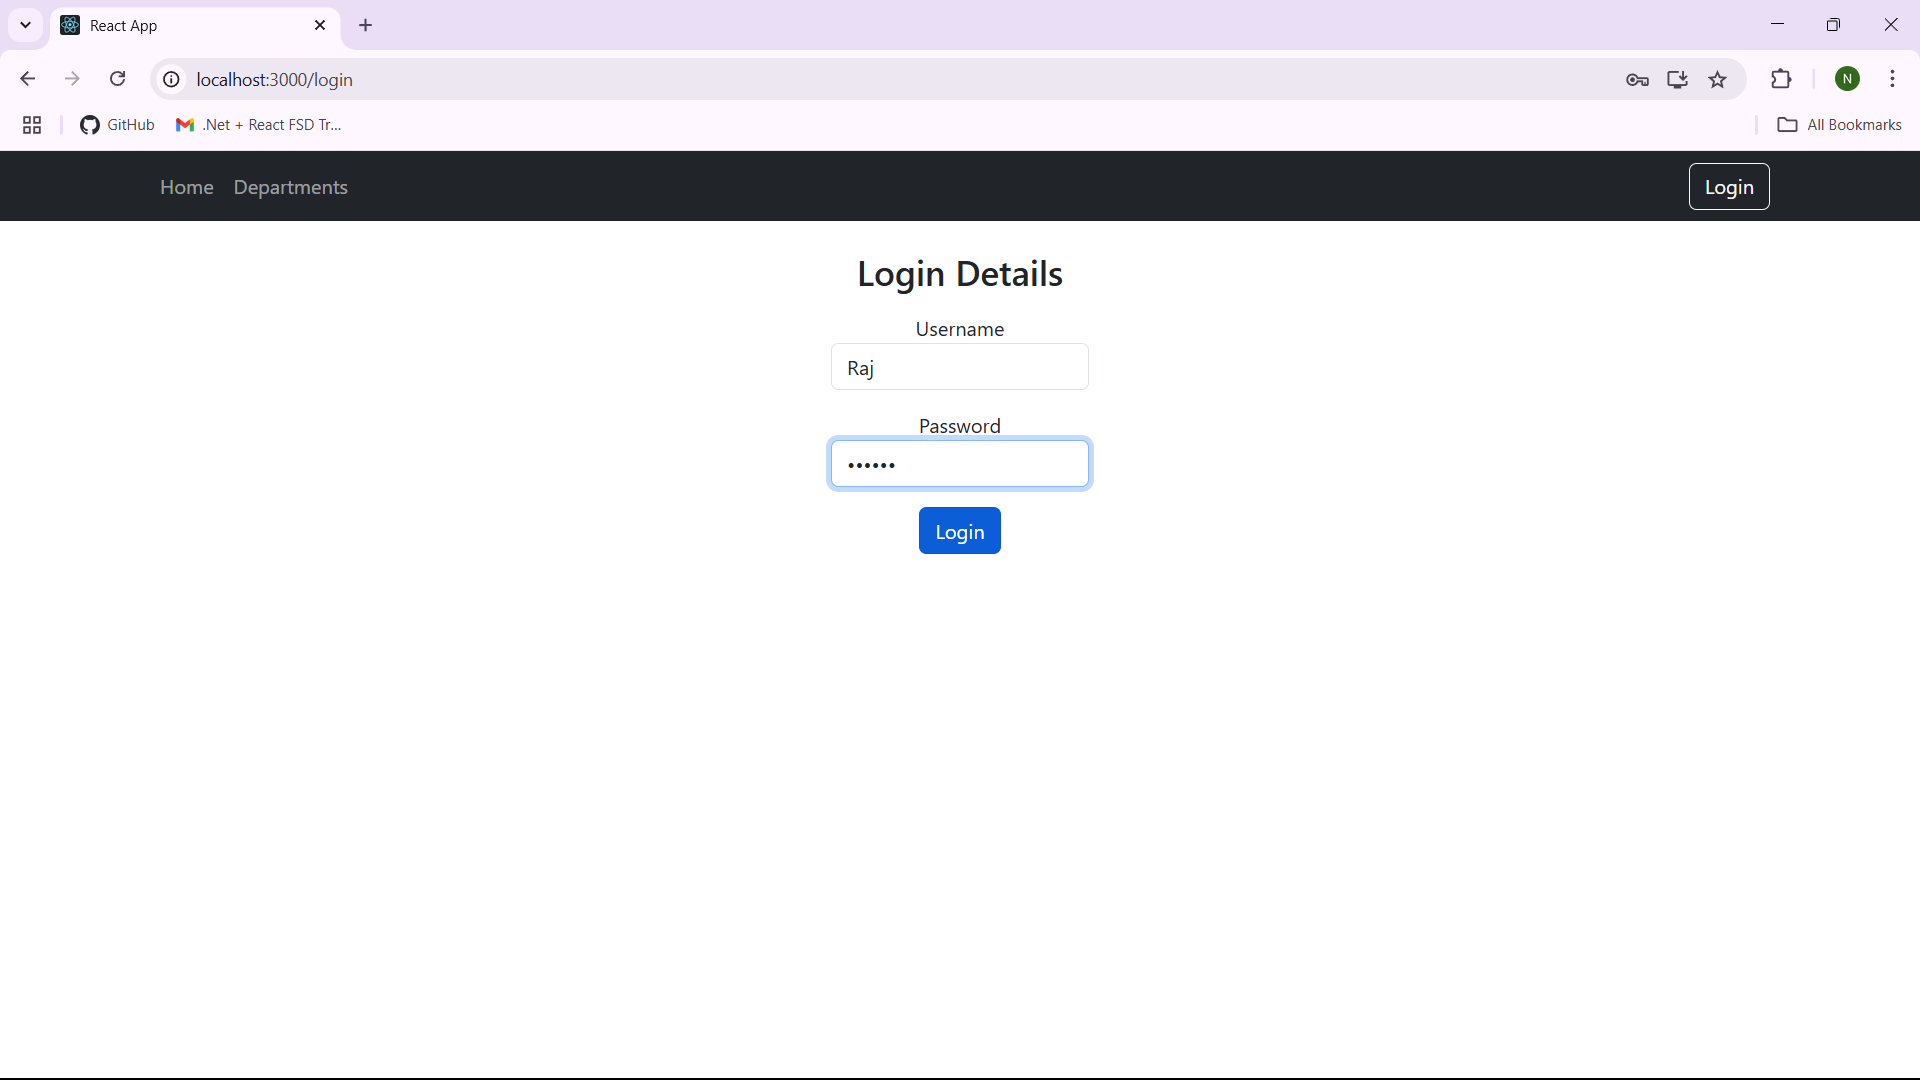 React App
localhost:3000/login
N
GitHub
.Net + React FSD Tr...
All Bookmarks
Home
Departments
Login
Login Details
Username
Raj
Password
••••••
Login